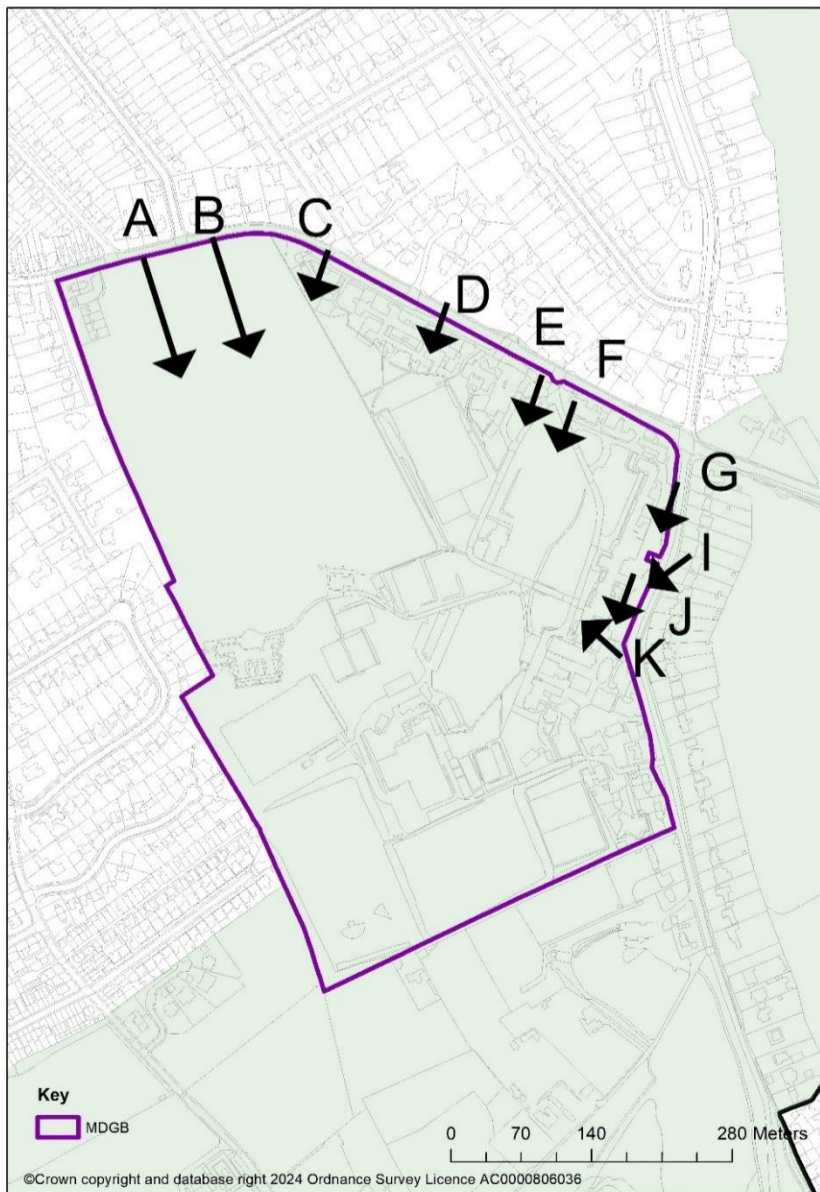 A
B
C
D
E
F
G
I
J
K
Key
MDGB
0 70 140 280 Meters
©Crown copyright and database right 2024 Ordnance Survey Licence AC0000806036